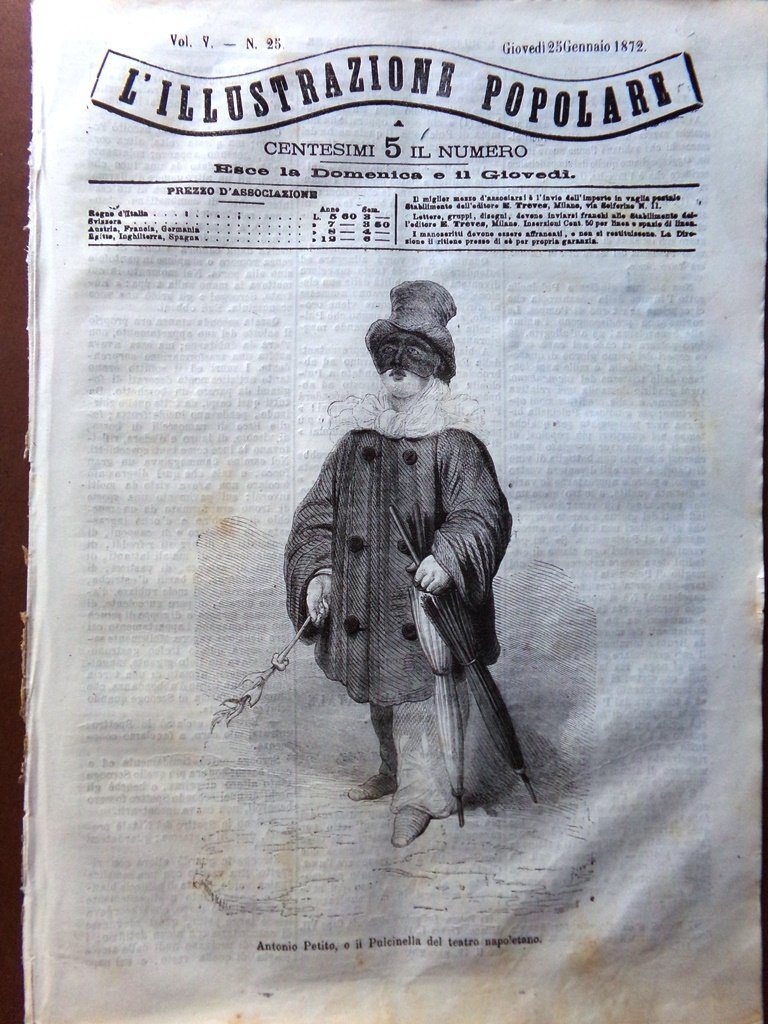 Vol. V. — N. 25.
Giovedì 25 Gennaio 1872.
L'ILLUSTRAZIONE POPOLARE
CENTESIMI 5 IL NUMERO
Esce la Domenica e il Giovedì.
PREZZO D'ASSOCIAZIONE
Anno Sem.
Regno d'Italia . . . . . . . . . L. 5 50 3 —
Svizzera . . . . . . . . . . . . » 7 — 3 50
Austria, Francia, Germania . . . . . . » 8 — 4 —
Egitto, Inghilterra, Spagna . . . . . . » 12 — 6 —
Il miglior mezzo d'associarsi è l'invio dell'importo in vaglia postale
Stabilimento dell'editore E. Treves, Milano, via Solferino N. 11.
Lettere, gruppi, disegni, devono inviarsi franchi allo Stabilimento del-
l'editore E. Treves, Milano. Inserzioni Cent. 50 per linea e spazio di linea.
I manoscritti devono essere affrancati, e non si restituiscono. La Dire-
zione li ritiene presso di sè per propria garanzia.
Antonio Petito, o il Pulcinella del teatro napoletano.